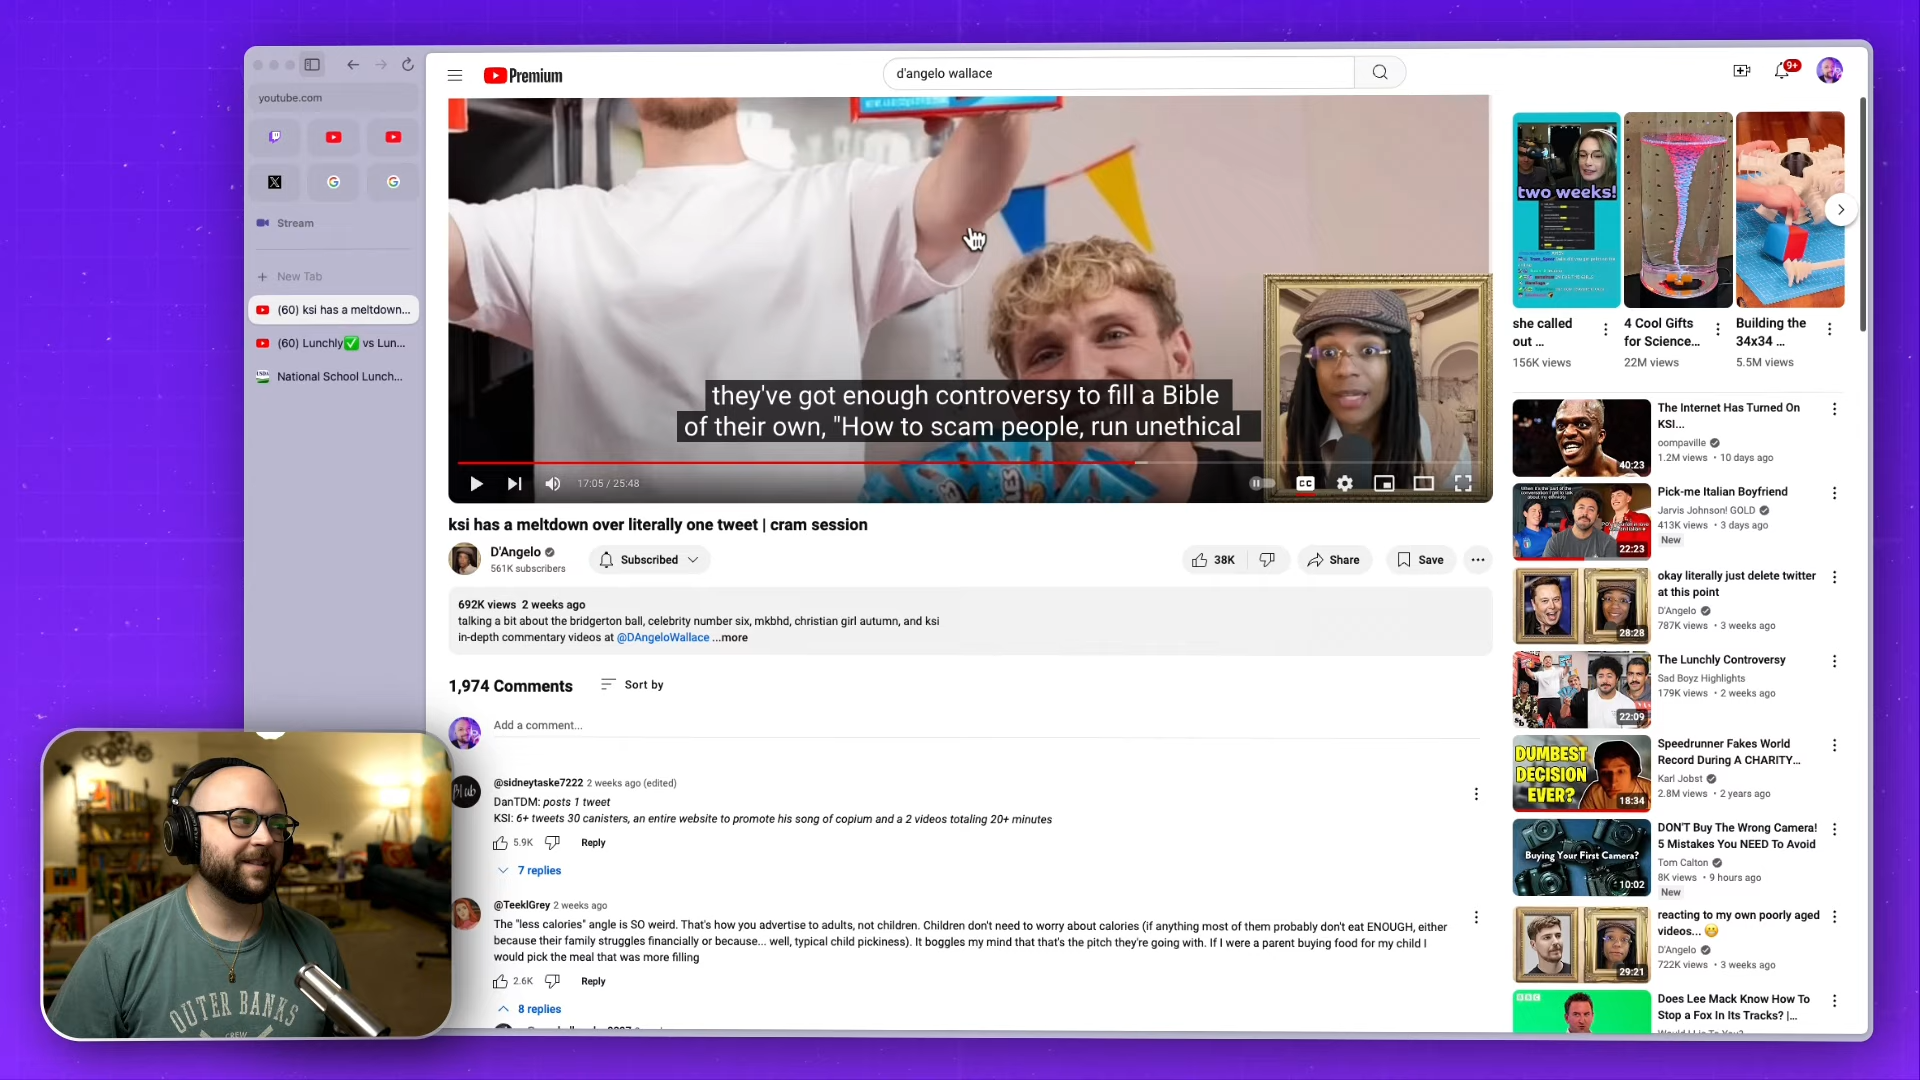 youtube.com
Stream
New Tab
(60) ksi has a meltdown...
(60) Lunchly✅ vs Lun...
National School Lunch...
Premium
d'angelo wallace
9+
they've got enough controversy to fill a Bible
of their own, "How to scam people, run unethical
17:05 / 25:48
CC
ksi has a meltdown over literally one tweet | cram session
D'Angelo
561K subscribers
Subscribed
38K
Share
Save
692K views 2 weeks ago
talking a bit about the bridgerton ball, celebrity number six, mkbhd, christian girl autumn, and ksi
in-depth commentary videos at @DAngeloWallace ...more
1,974 Comments
Sort by
Add a comment...
@sidneytaske7222 2 weeks ago (edited)
DanTDM: posts 1 tweet
KSI: 6+ tweets 30 canisters, an entire website to promote his song of copium and a 2 videos totaling 20+ minutes
5.9K
Reply
7 replies
@TeeklGrey 2 weeks ago
The "less calories" angle is SO weird. That's how you advertise to adults, not children. Children don't need to worry about calories (if anything most of them probably don't eat ENOUGH, either
because their family struggles financially or because... well, typical child pickiness). It boggles my mind that that's the pitch they're going with. If I were a parent buying food for my child I
would pick the meal that was more filling
2.6K
Reply
8 replies
two weeks!
she called
out ...
156K views
4 Cool Gifts
for Science...
22M views
Building the
34x34 ...
5.5M views
40:23
The Internet Has Turned On
KSI...
oompaville
1.2M views • 10 days ago
22:23
Pick-me Italian Boyfriend
Jarvis Johnson! GOLD
413K views • 3 days ago
New
28:28
okay literally just delete twitter
at this point
D'Angelo
787K views • 3 weeks ago
22:09
The Lunchly Controversy
Sad Boyz Highlights
179K views • 2 weeks ago
DUMBEST
DECISION
EVER?
18:34
Speedrunner Fakes World
Record During A CHARITY...
Karl Jobst
2.8M views • 2 years ago
Buying Your First Camera?
10:02
DON'T Buy The Wrong Camera!
5 Mistakes You NEED To Avoid
Tom Calton
8K views • 9 hours ago
New
29:21
reacting to my own poorly aged
videos... 🙁
D'Angelo
722K views • 3 weeks ago
BBC
Does Lee Mack Know How To
Stop a Fox In Its Tracks? |...
OUTER BANKS